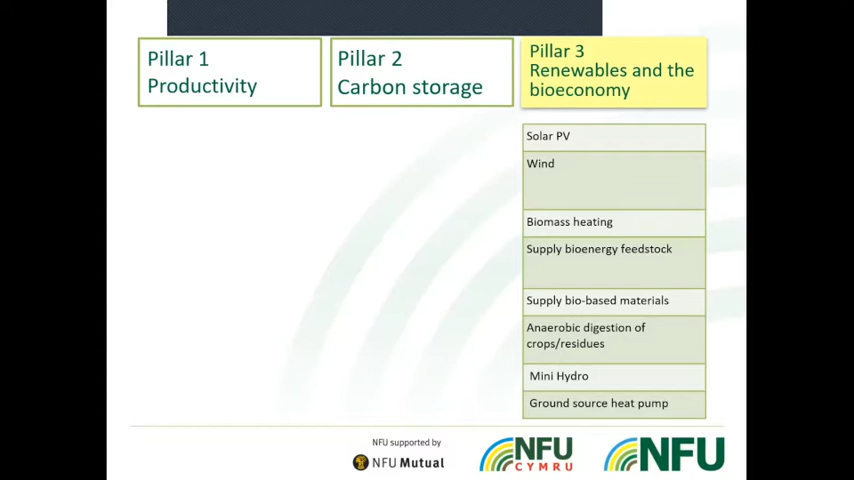 Pillar 1
Productivity
Pillar 2
Carbon storage
Pillar 3
Renewables and the
bioeconomy
Solar PV
Wind
Biomass heating
Supply bioenergy feedstock
Supply bio-based materials
Anaerobic digestion of
crops/residues
Mini Hydro
Ground source heat pump
NFU supported by
NFU Mutual
NFU
CYMRU
NFU